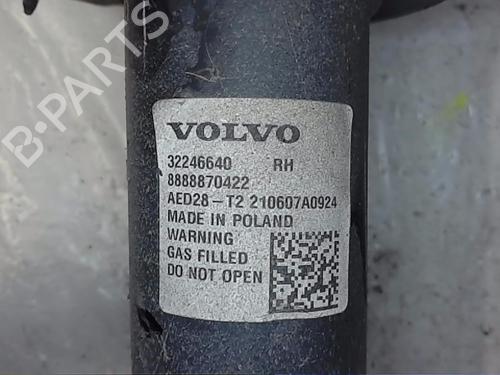 B-PARTS
VOLVO
32246640 RH
8888870422
AED28-T2 210607A0924
MADE IN POLAND
WARNING
GAS FILLED
DO NOT OPEN